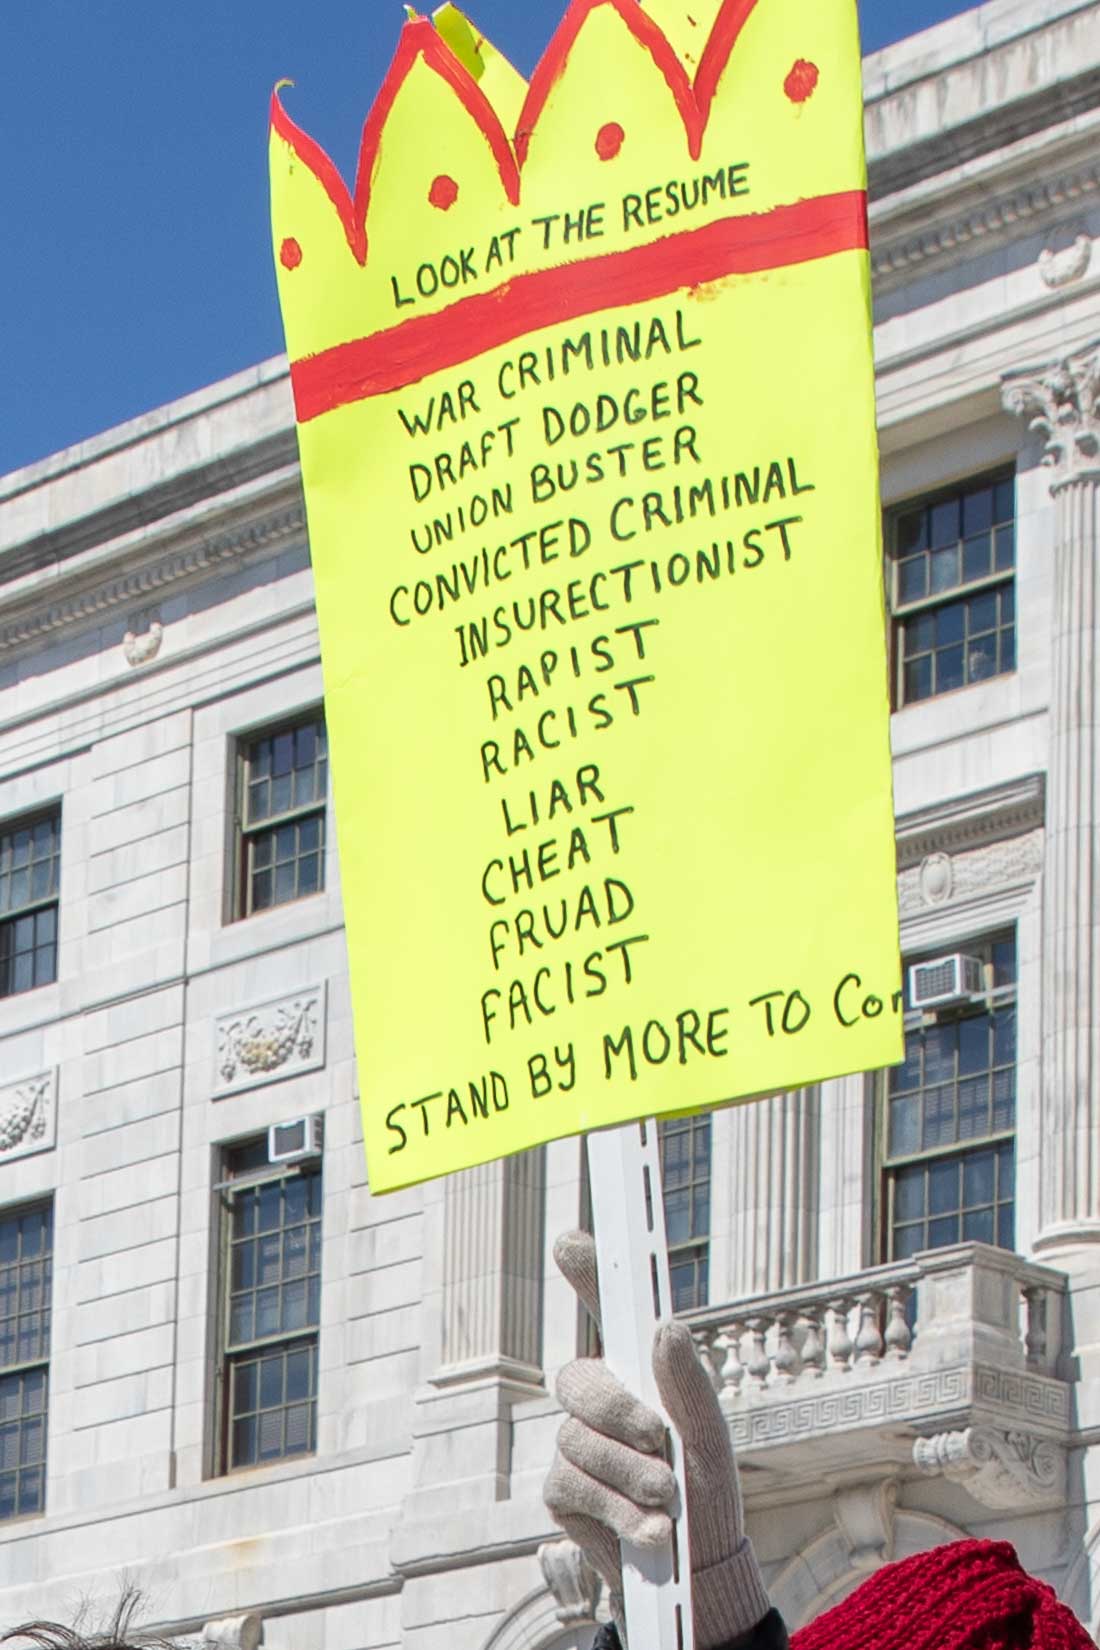 LOOK AT THE RESUME
WAR CRIMINAL
DRAFT DODGER
UNION BUSTER
CONVICTED CRIMINAL
INSURECTIONIST
RAPIST
RACIST
LIAR
CHEAT
FRUAD
FACIST
STAND BY MORE TO